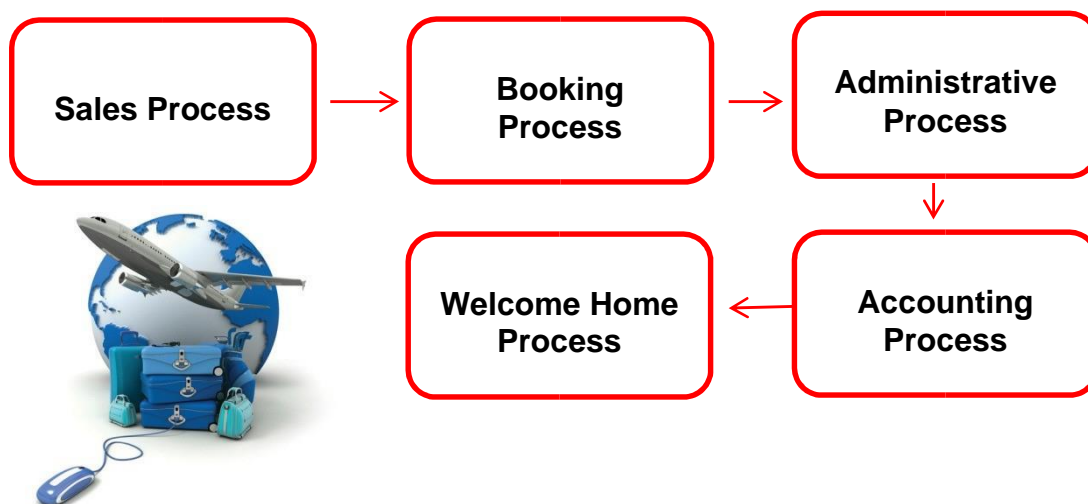 Sales Process
Booking
Process
Administrative
Process
Welcome Home
Process
Accounting
Process